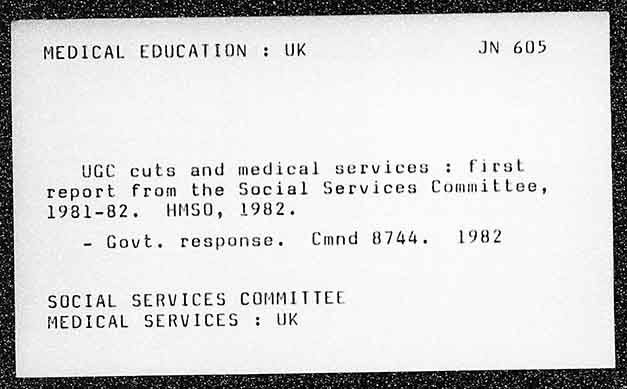 MEDICAL EDUCATION : UK JN 605
UGC cuts and medical services : first
report from the Social Services Committee,
1981-82. HMSO, 1982.
- Govt. response. Cmnd 8744. 1982
SOCIAL SERVICES COMMITTEE
MEDICAL SERVICES : UK